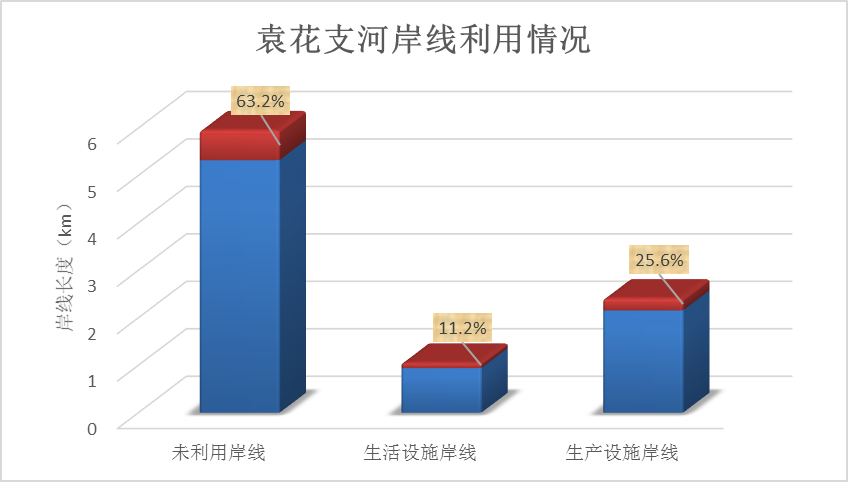 袁花支河岸线利用情况
63.2%
11.2%
25.6%
岸线长度（km）
6
5
4
3
2
1
0
未利用岸线
生活设施岸线
生产设施岸线